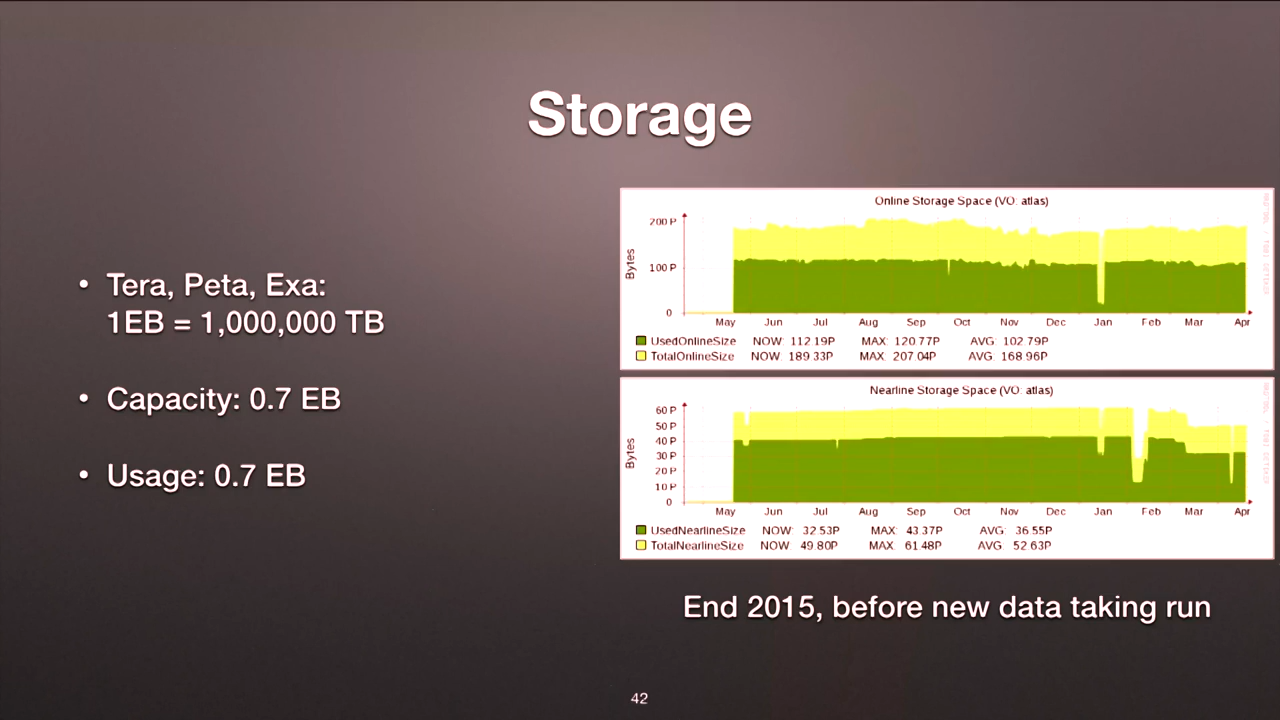 Storage
• Tera, Peta, Exa:
1EB = 1,000,000 TB
• Capacity: 0.7 EB
• Usage: 0.7 EB
Online Storage Space (VO: atlas)
200 P
100 P
0
Bytes
May Jun Jul Aug Sep Oct Nov Dec Jan Feb Mar Apr
UsedOnlineSize NOW: 112.19P MAX: 120.77P AVG: 102.79P
TotalOnlineSize NOW: 189.33P MAX: 207.04P AVG: 168.96P
Nearline Storage Space (VO: atlas)
60 P
50 P
40 P
30 P
20 P
10 P
0
Bytes
May Jun Jul Aug Sep Oct Nov Dec Jan Feb Mar Apr
UsedNearlineSize NOW: 32.53P MAX: 43.37P AVG: 36.55P
TotalNearlineSize NOW: 49.80P MAX: 61.48P AVG: 52.63P
End 2015, before new data taking run
42